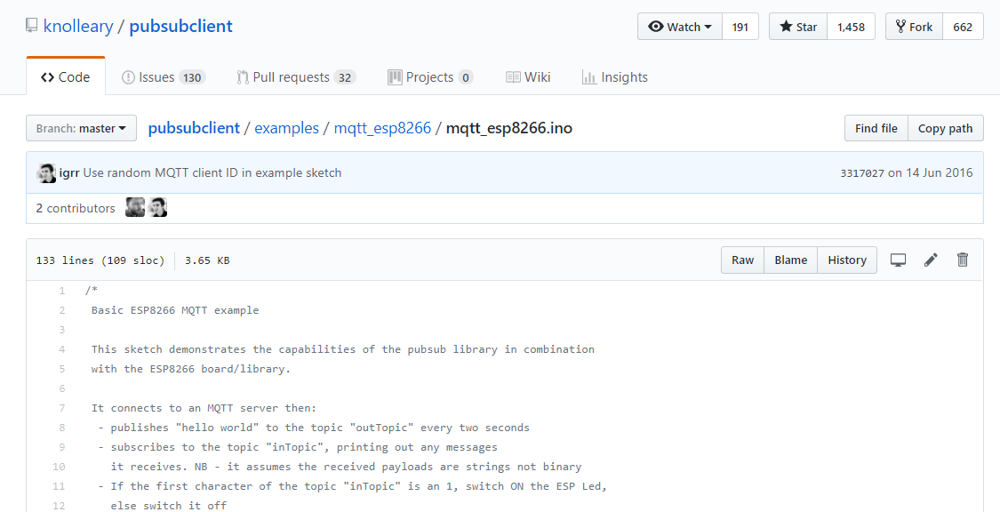 knolleary / pubsubclient
Watch 191 Star 1,458 Fork 662
Code Issues 130 Pull requests 32 Projects 0 Wiki Insights
Branch: master pubsubclient / examples / mqtt_esp8266 / mqtt_esp8266.ino Find file Copy path
igrr Use random MQTT client ID in example sketch 3317027 on 14 Jun 2016
2 contributors
133 lines (109 sloc) 3.65 KB Raw Blame History
1 /*
2 Basic ESP8266 MQTT example
3
4 This sketch demonstrates the capabilities of the pubsub library in combination
5 with the ESP8266 board/library.
6
7 It connects to an MQTT server then:
8 - publishes "hello world" to the topic "outTopic" every two seconds
9 - subscribes to the topic "inTopic", printing out any messages
10 it receives. NB - it assumes the received payloads are strings not binary
11 - If the first character of the topic "inTopic" is an 1, switch ON the ESP Led,
12 else switch it off